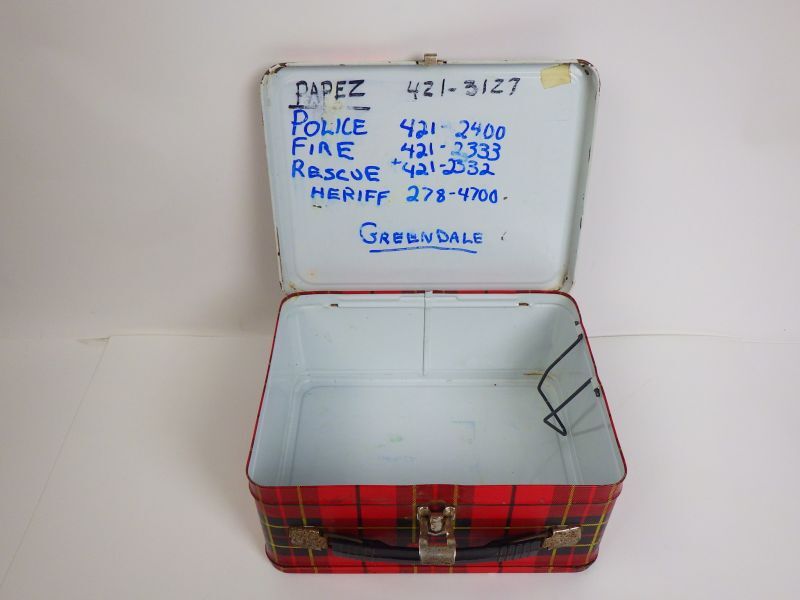 PAPEZ 421-3127
POLICE 421-2400
FIRE 421-2333
RESCUE +421-2332
HERIFF 278-4700.
GREENDALE